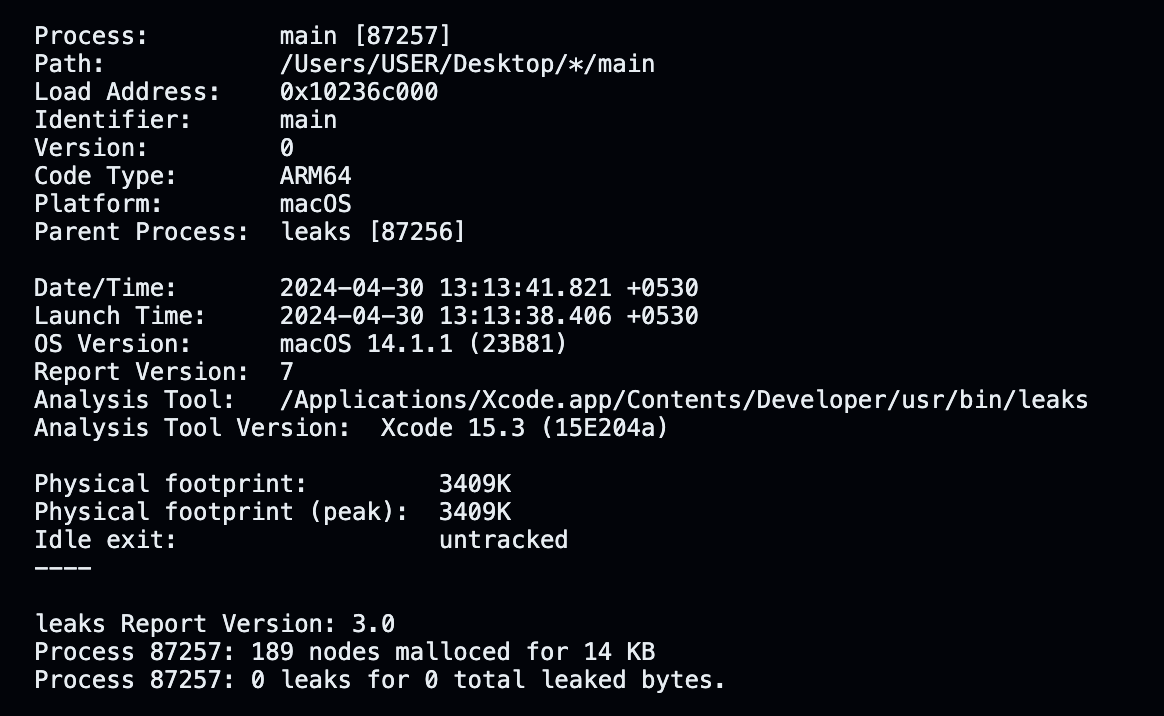 Process:         main [87257]
Path:            /Users/USER/Desktop/*/main
Load Address:    0x10236c000
Identifier:      main
Version:         0
Code Type:       ARM64
Platform:        macOS
Parent Process:  leaks [87256]

Date/Time:       2024-04-30 13:13:41.821 +0530
Launch Time:     2024-04-30 13:13:38.406 +0530
OS Version:      macOS 14.1.1 (23B81)
Report Version:  7
Analysis Tool:   /Applications/Xcode.app/Contents/Developer/usr/bin/leaks
Analysis Tool Version:  Xcode 15.3 (15E204a)

Physical footprint:         3409K
Physical footprint (peak):  3409K
Idle exit:                  untracked
----

leaks Report Version: 3.0
Process 87257: 189 nodes malloced for 14 KB
Process 87257: 0 leaks for 0 total leaked bytes.